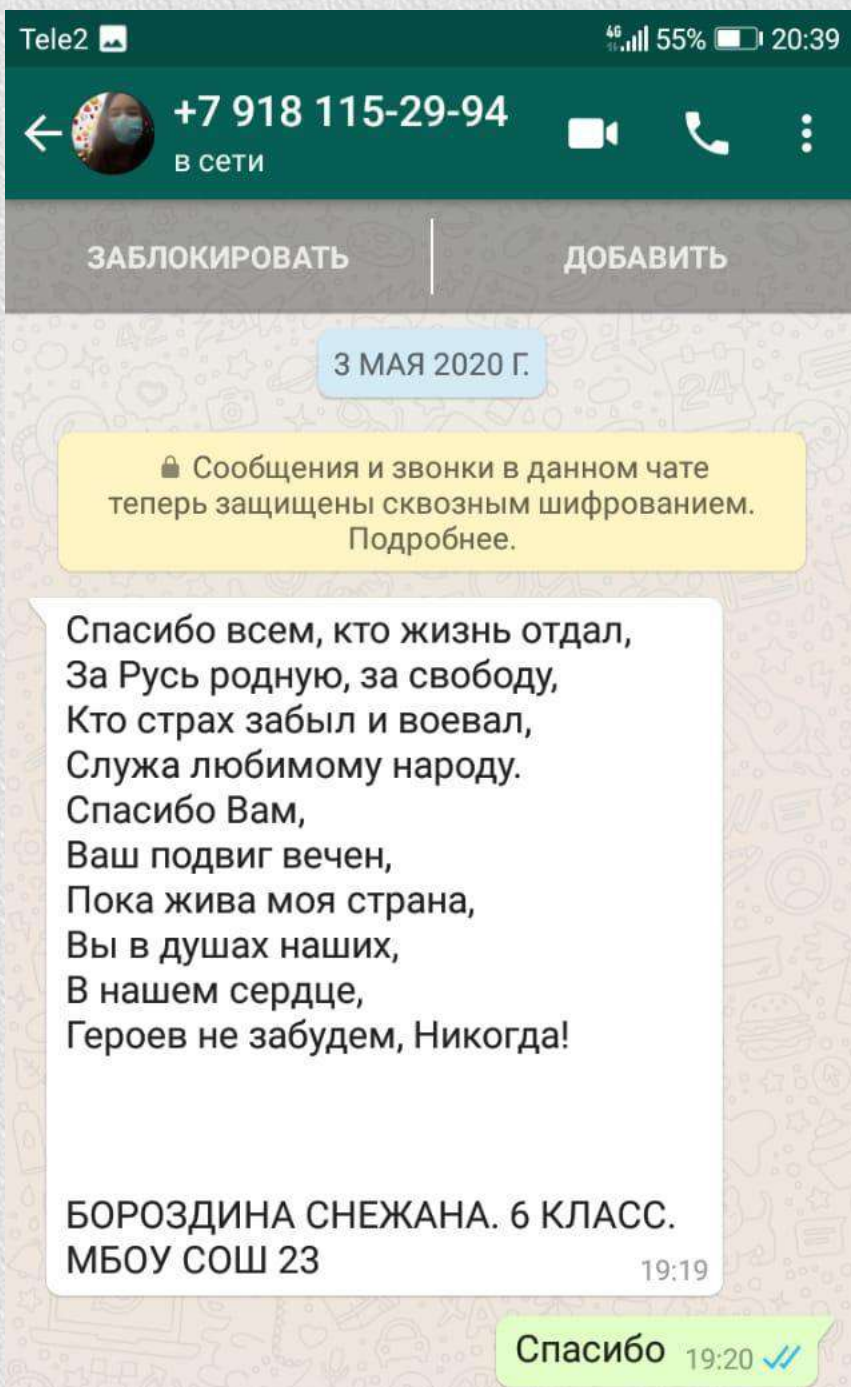 Tele2 4G 55% 20:39
+7 918 115-29-94
в сети
ЗАБЛОКИРОВАТЬ ДОБАВИТЬ
3 МАЯ 2020 Г.
Сообщения и звонки в данном чате
теперь защищены сквозным шифрованием.
Подробнее.
Спасибо всем, кто жизнь отдал,
За Русь родную, за свободу,
Кто страх забыл и воевал,
Служа любимому народу.
Спасибо Вам,
Ваш подвиг вечен,
Пока жива моя страна,
Вы в душах наших,
В нашем сердце,
Героев не забудем, Никогда!
БОРОЗДИНА СНЕЖАНА. 6 КЛАСС.
МБОУ СОШ 23 19:19
Спасибо 19:20